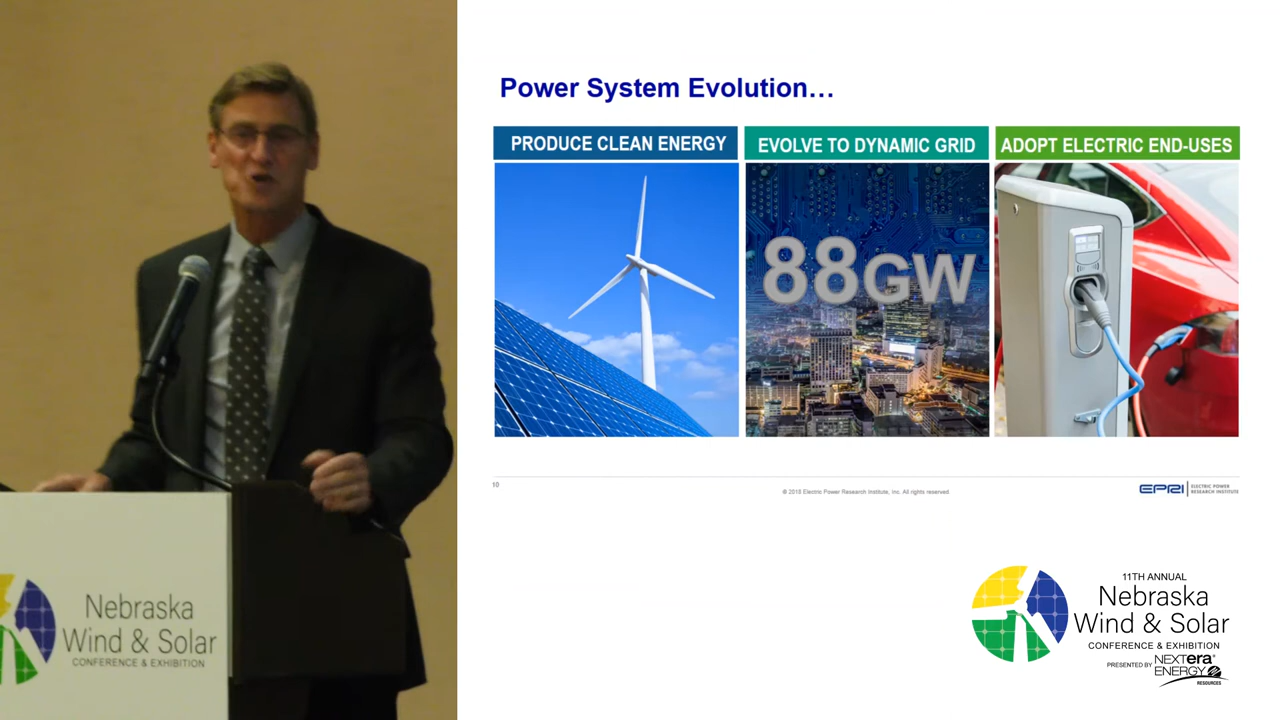 Power System Evolution…
PRODUCE CLEAN ENERGY
EVOLVE TO DYNAMIC GRID
ADOPT ELECTRIC END-USES
88GW
10
© 2018 Electric Power Research Institute, Inc. All rights reserved
EPRI
ELECTRIC POWER
RESEARCH INSTITUTE
Nebraska
Wind & Solar
CONFERENCE & EXHIBITION
11TH ANNUAL
Nebraska
Wind & Solar
CONFERENCE & EXHIBITION
PRESENTED BY NEXTera®
ENERGY
RESOURCES